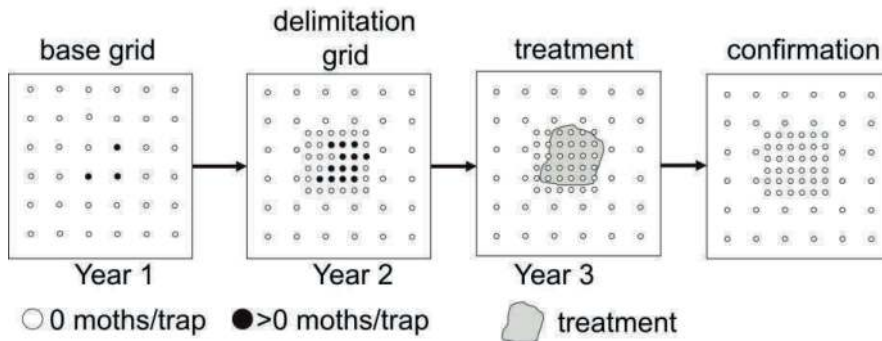 base grid
delimitation
grid
treatment
confirmation
Year 1
Year 2
Year 3
0 moths/trap
>0 moths/trap
treatment